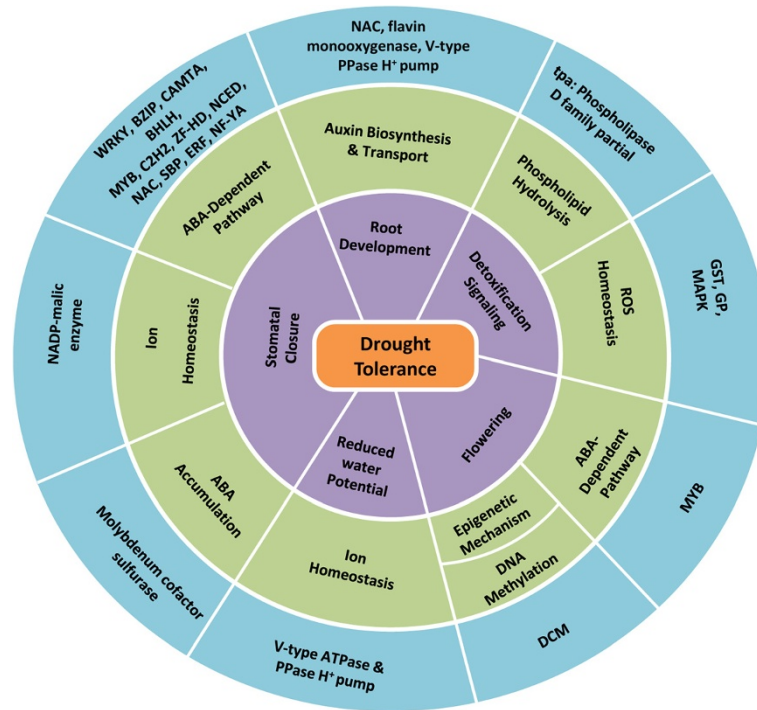 Drought
Tolerance
Root
Development
Detoxification
Signaling
Flowering
Reduced
water
Potential
Stomatal
Closure
Auxin Biosynthesis
& Transport
Phospholipid
Hydrolysis
ROS
Homeostasis
ABA-
Dependent
Pathway
Epigenetic
Mechanism
DNA
Methylation
Ion
Homeostasis
ABA
Accumulation
Ion
Homeostasis
ABA-Dependent
Pathway
NAC, flavin
monooxygenase, V-type
PPase H⁺ pump
tpa: Phospholipase
D family partial
GST, GP,
MAPK
MYB
DCM
V-type ATPase &
PPase H⁺ pump
Molybdenum cofactor
sulfurase
NADP-malic
enzyme
WRKY, BZIP, CAMTA,
BHLH,
MYB, C2H2, ZF-HD, NCED,
NAC, SBP, ERF, NF-YA